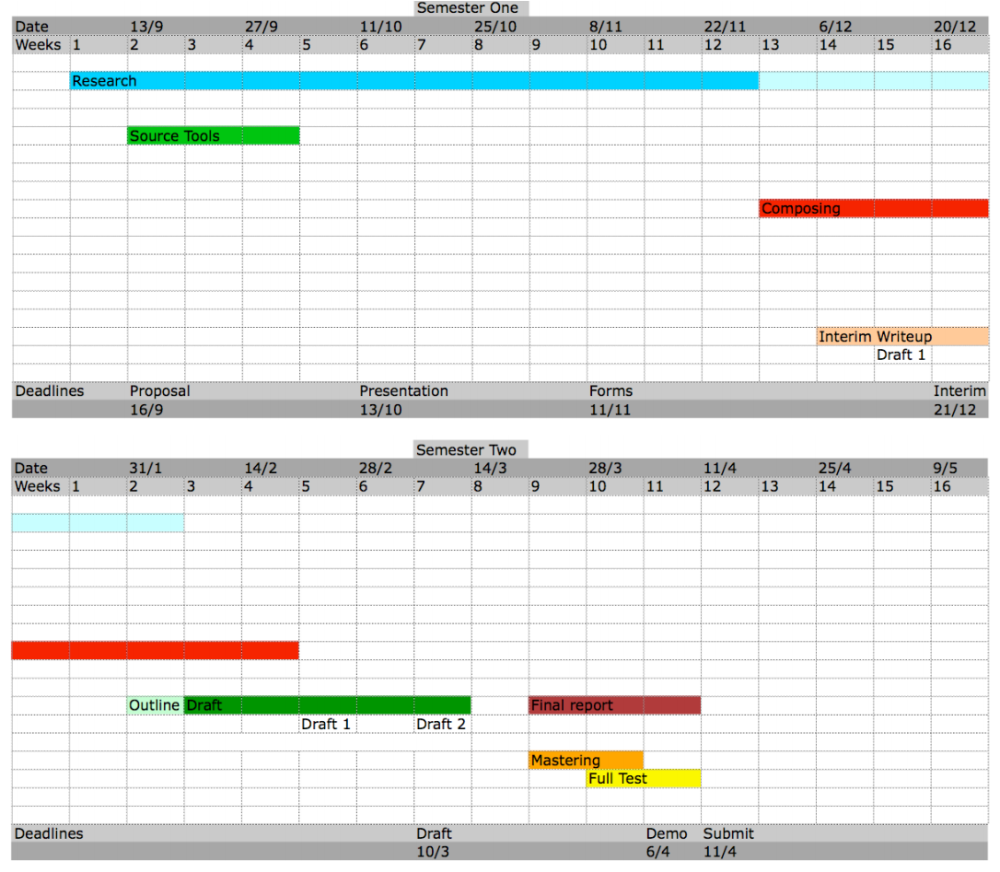 Semester One
Date 13/9 27/9 11/10 25/10 8/11 22/11 6/12 20/12
Weeks 1 2 3 4 5 6 7 8 9 10 11 12 13 14 15 16
Research
Source Tools
Composing
Interim Writeup
Draft 1
Deadlines Proposal Presentation Forms Interim
16/9 13/10 11/11 21/12
Semester Two
Date 31/1 14/2 28/2 14/3 28/3 11/4 25/4 9/5
Weeks 1 2 3 4 5 6 7 8 9 10 11 12 13 14 15 16
Outline Draft Final report
Draft 1 Draft 2
Mastering
Full Test
Deadlines Draft Demo Submit
10/3 6/4 11/4